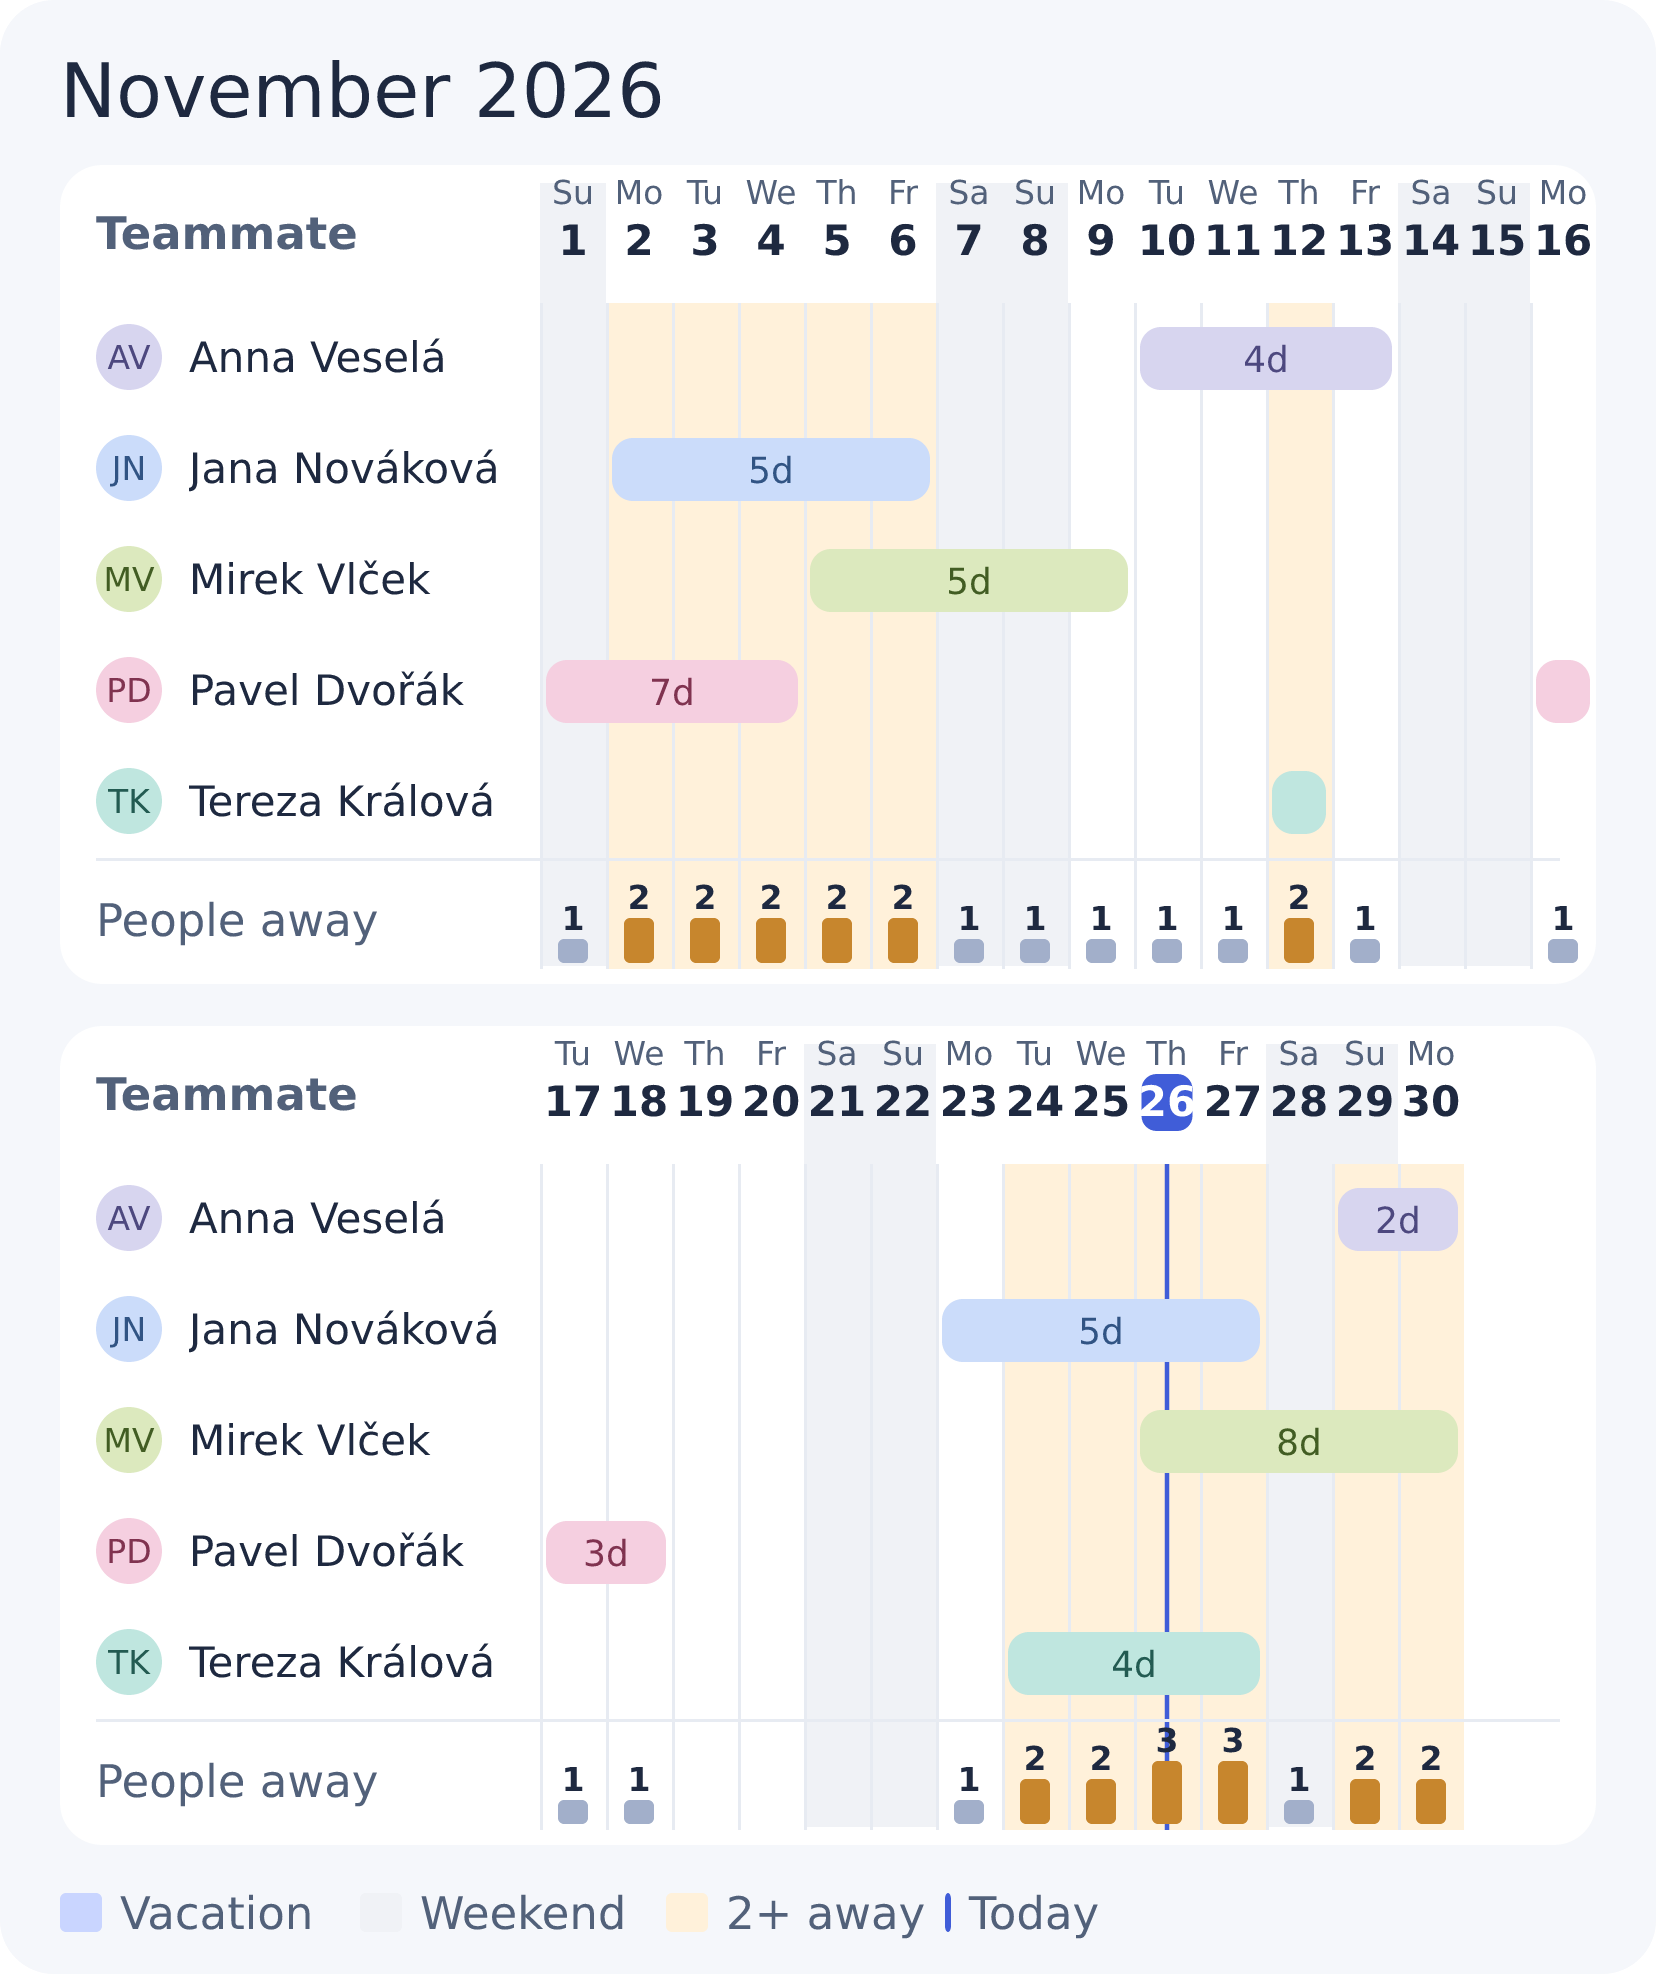 November 2026
Teammate
Su Mo Tu We Th Fr Sa Su Mo Tu We Th Fr Sa Su Mo
1 2 3 4 5 6 7 8 9 10 11 12 13 14 15 16
AV Anna Veselá 4d
JN Jana Nováková 5d
MV Mirek Vlček 5d
PD Pavel Dvořák 7d
TK Tereza Králová
People away 1 2 2 2 2 2 1 1 1 1 1 2 1 1
Teammate
Tu We Th Fr Sa Su Mo Tu We Th Fr Sa Su Mo
17 18 19 20 21 22 23 24 25 26 27 28 29 30
AV Anna Veselá 2d
JN Jana Nováková 5d
MV Mirek Vlček 8d
PD Pavel Dvořák 3d
TK Tereza Králová 4d
People away 1 1 1 2 2 3 3 1 2 2
Vacation Weekend 2+ away Today